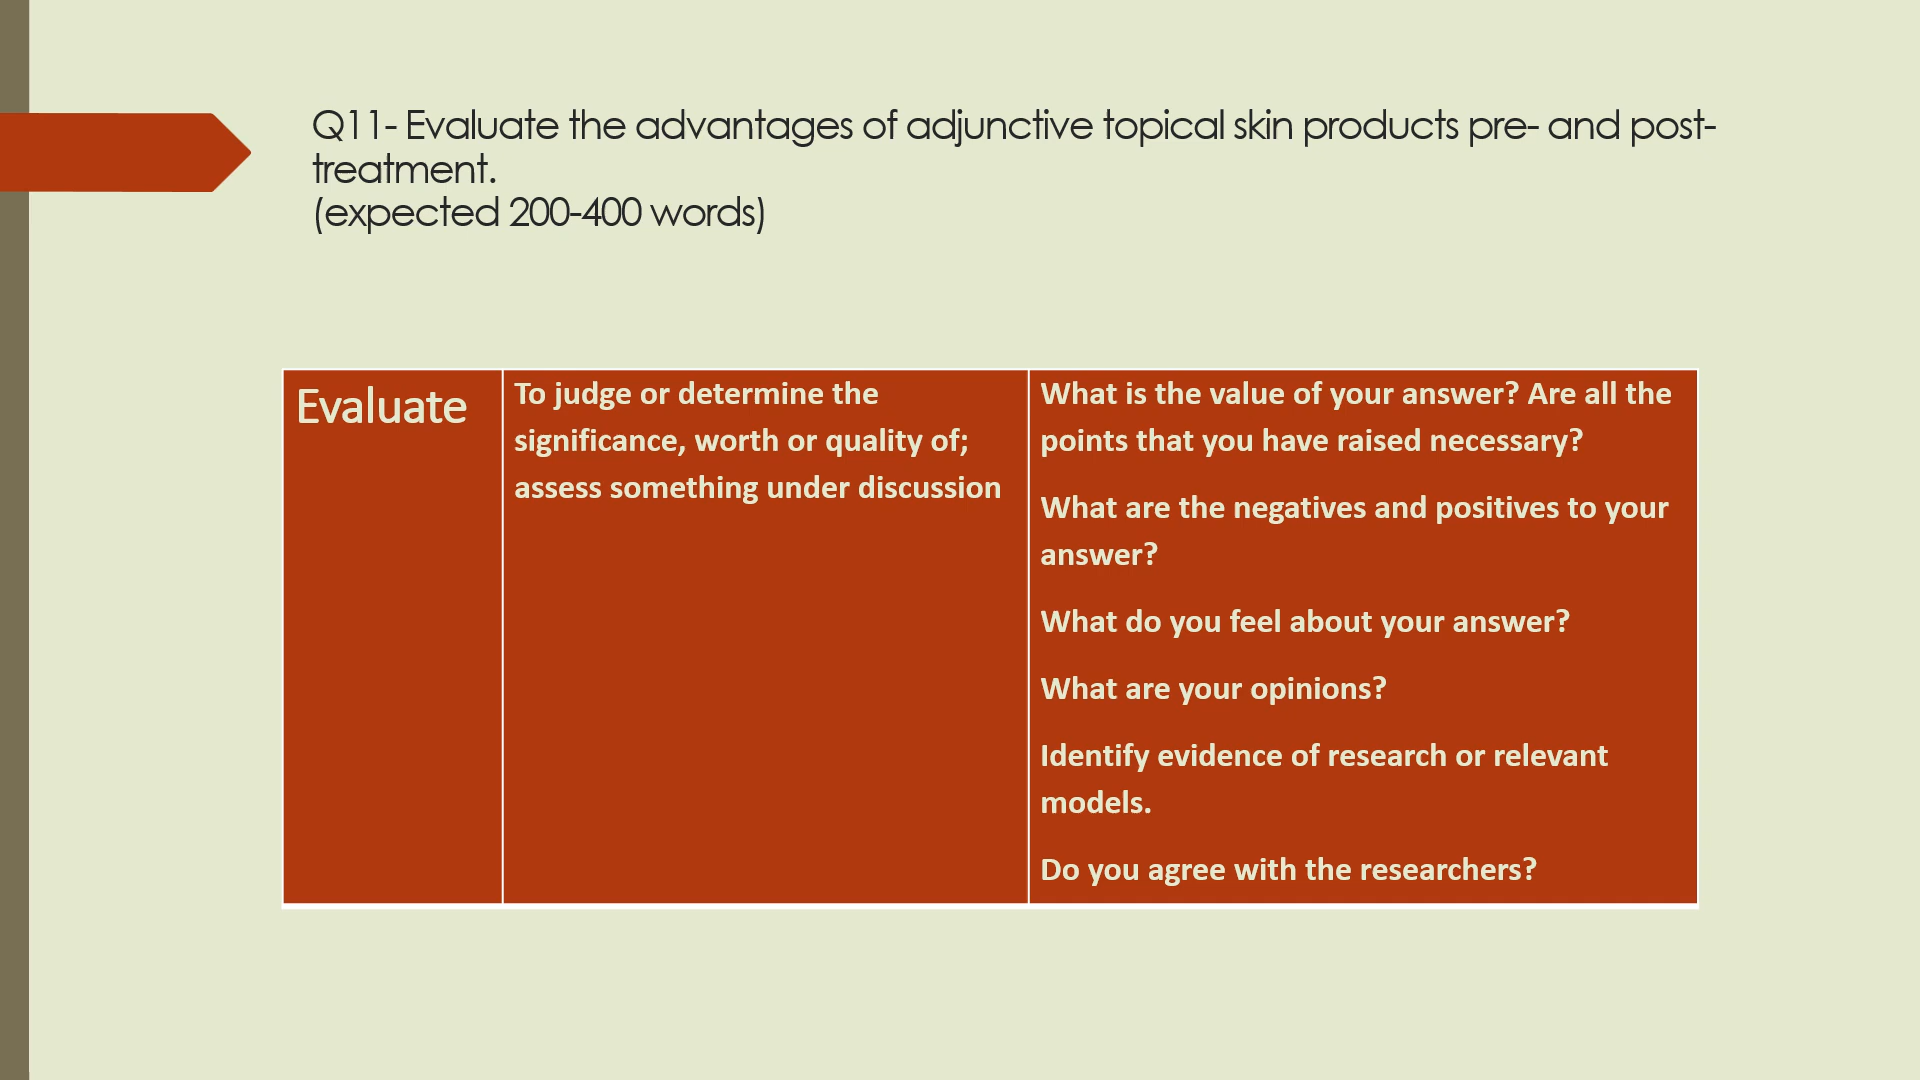 Q11- Evaluate the advantages of adjunctive topical skin products pre- and post-
treatment.
(expected 200-400 words)
Evaluate
To judge or determine the
significance, worth or quality of;
assess something under discussion
What is the value of your answer? Are all the
points that you have raised necessary?
What are the negatives and positives to your
answer?
What do you feel about your answer?
What are your opinions?
Identify evidence of research or relevant
models.
Do you agree with the researchers?